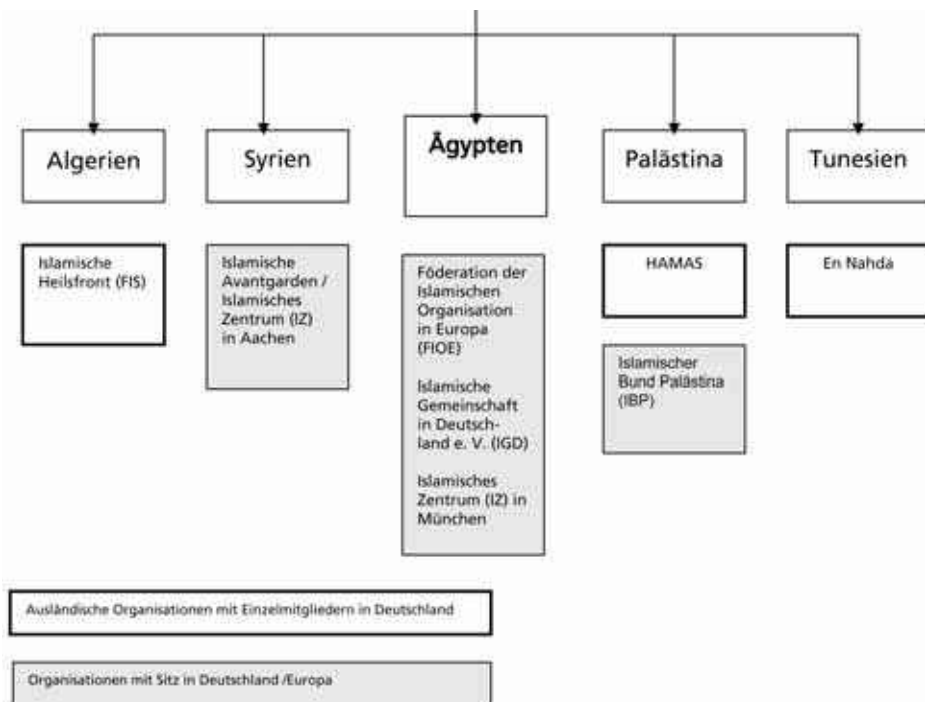 Algerien
Syrien
Ägypten
Palästina
Tunesien
Islamische
Heilsfront (FIS)
Islamische
Avantgarden /
Islamisches
Zentrum (IZ)
in Aachen
Föderation der
Islamischen
Organisation
in Europa
(FIOE)
Islamische
Gemeinschaft
in Deutsch-
land e. V. (IGD)
Islamisches
Zentrum (IZ) in
München
HAMAS
Islamischer
Bund Palästina
(IBP)
En Nahda
Ausländische Organisationen mit Einzelmitgliedern in Deutschland
Organisationen mit Sitz in Deutschland /Europa